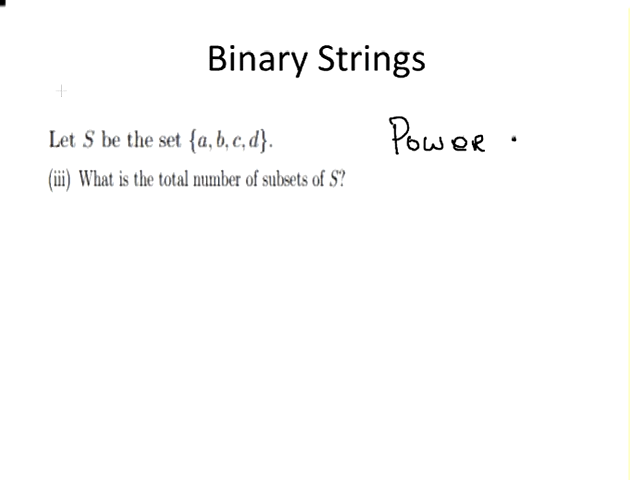 Binary Strings
Let S be the set {a, b, c, d}.
Power
(iii) What is the total number of subsets of S?